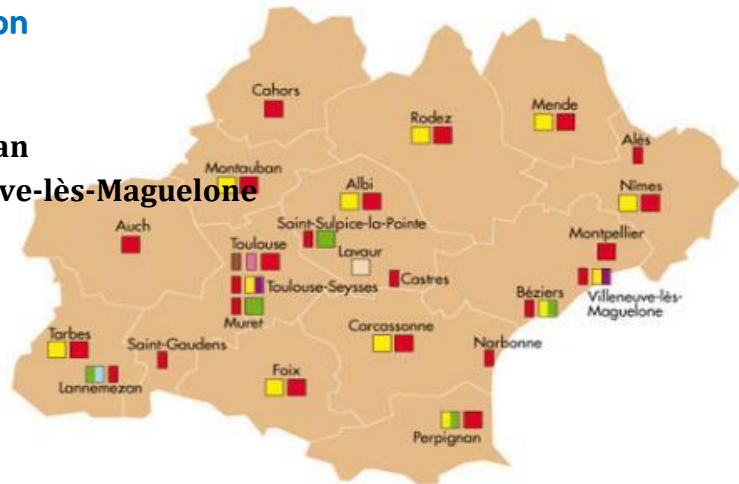 on
an
ve-lès-Maguelone
Cahors
Rodez
Mende
Alès
Montauban
Albi
Nîmes
Auch
Saint-Sulpice-la-Pointe
Toulouse
Lavaur
Montpellier
Toulouse-Seysses
Castres
Béziers
Villeneuve-lès-
Maguelone
Muret
Tarbes
Saint-Gaudens
Carcassonne
Narbonne
Lannemezan
Foix
Perpignan